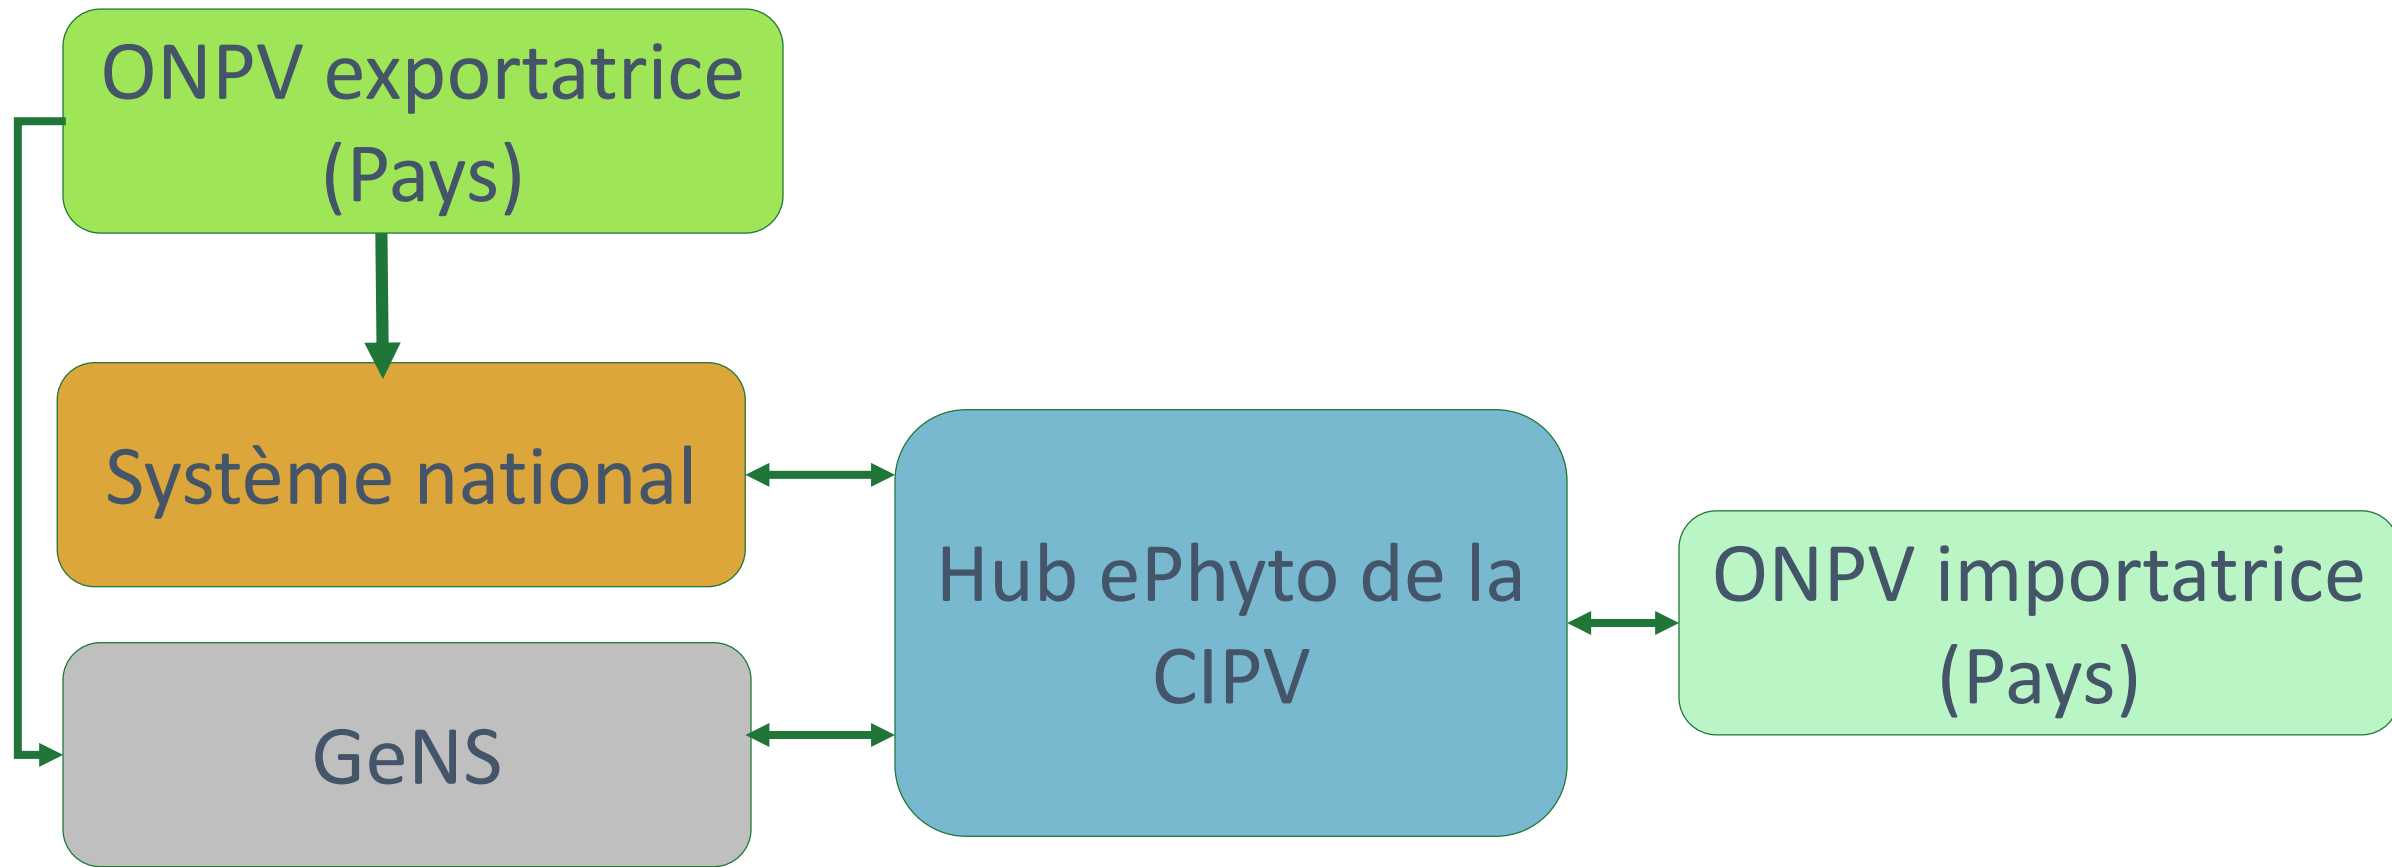 ONPV exportatrice
(Pays)
Système national
GeNS
Hub ePhyto de la
CIPV
ONPV importatrice
(Pays)